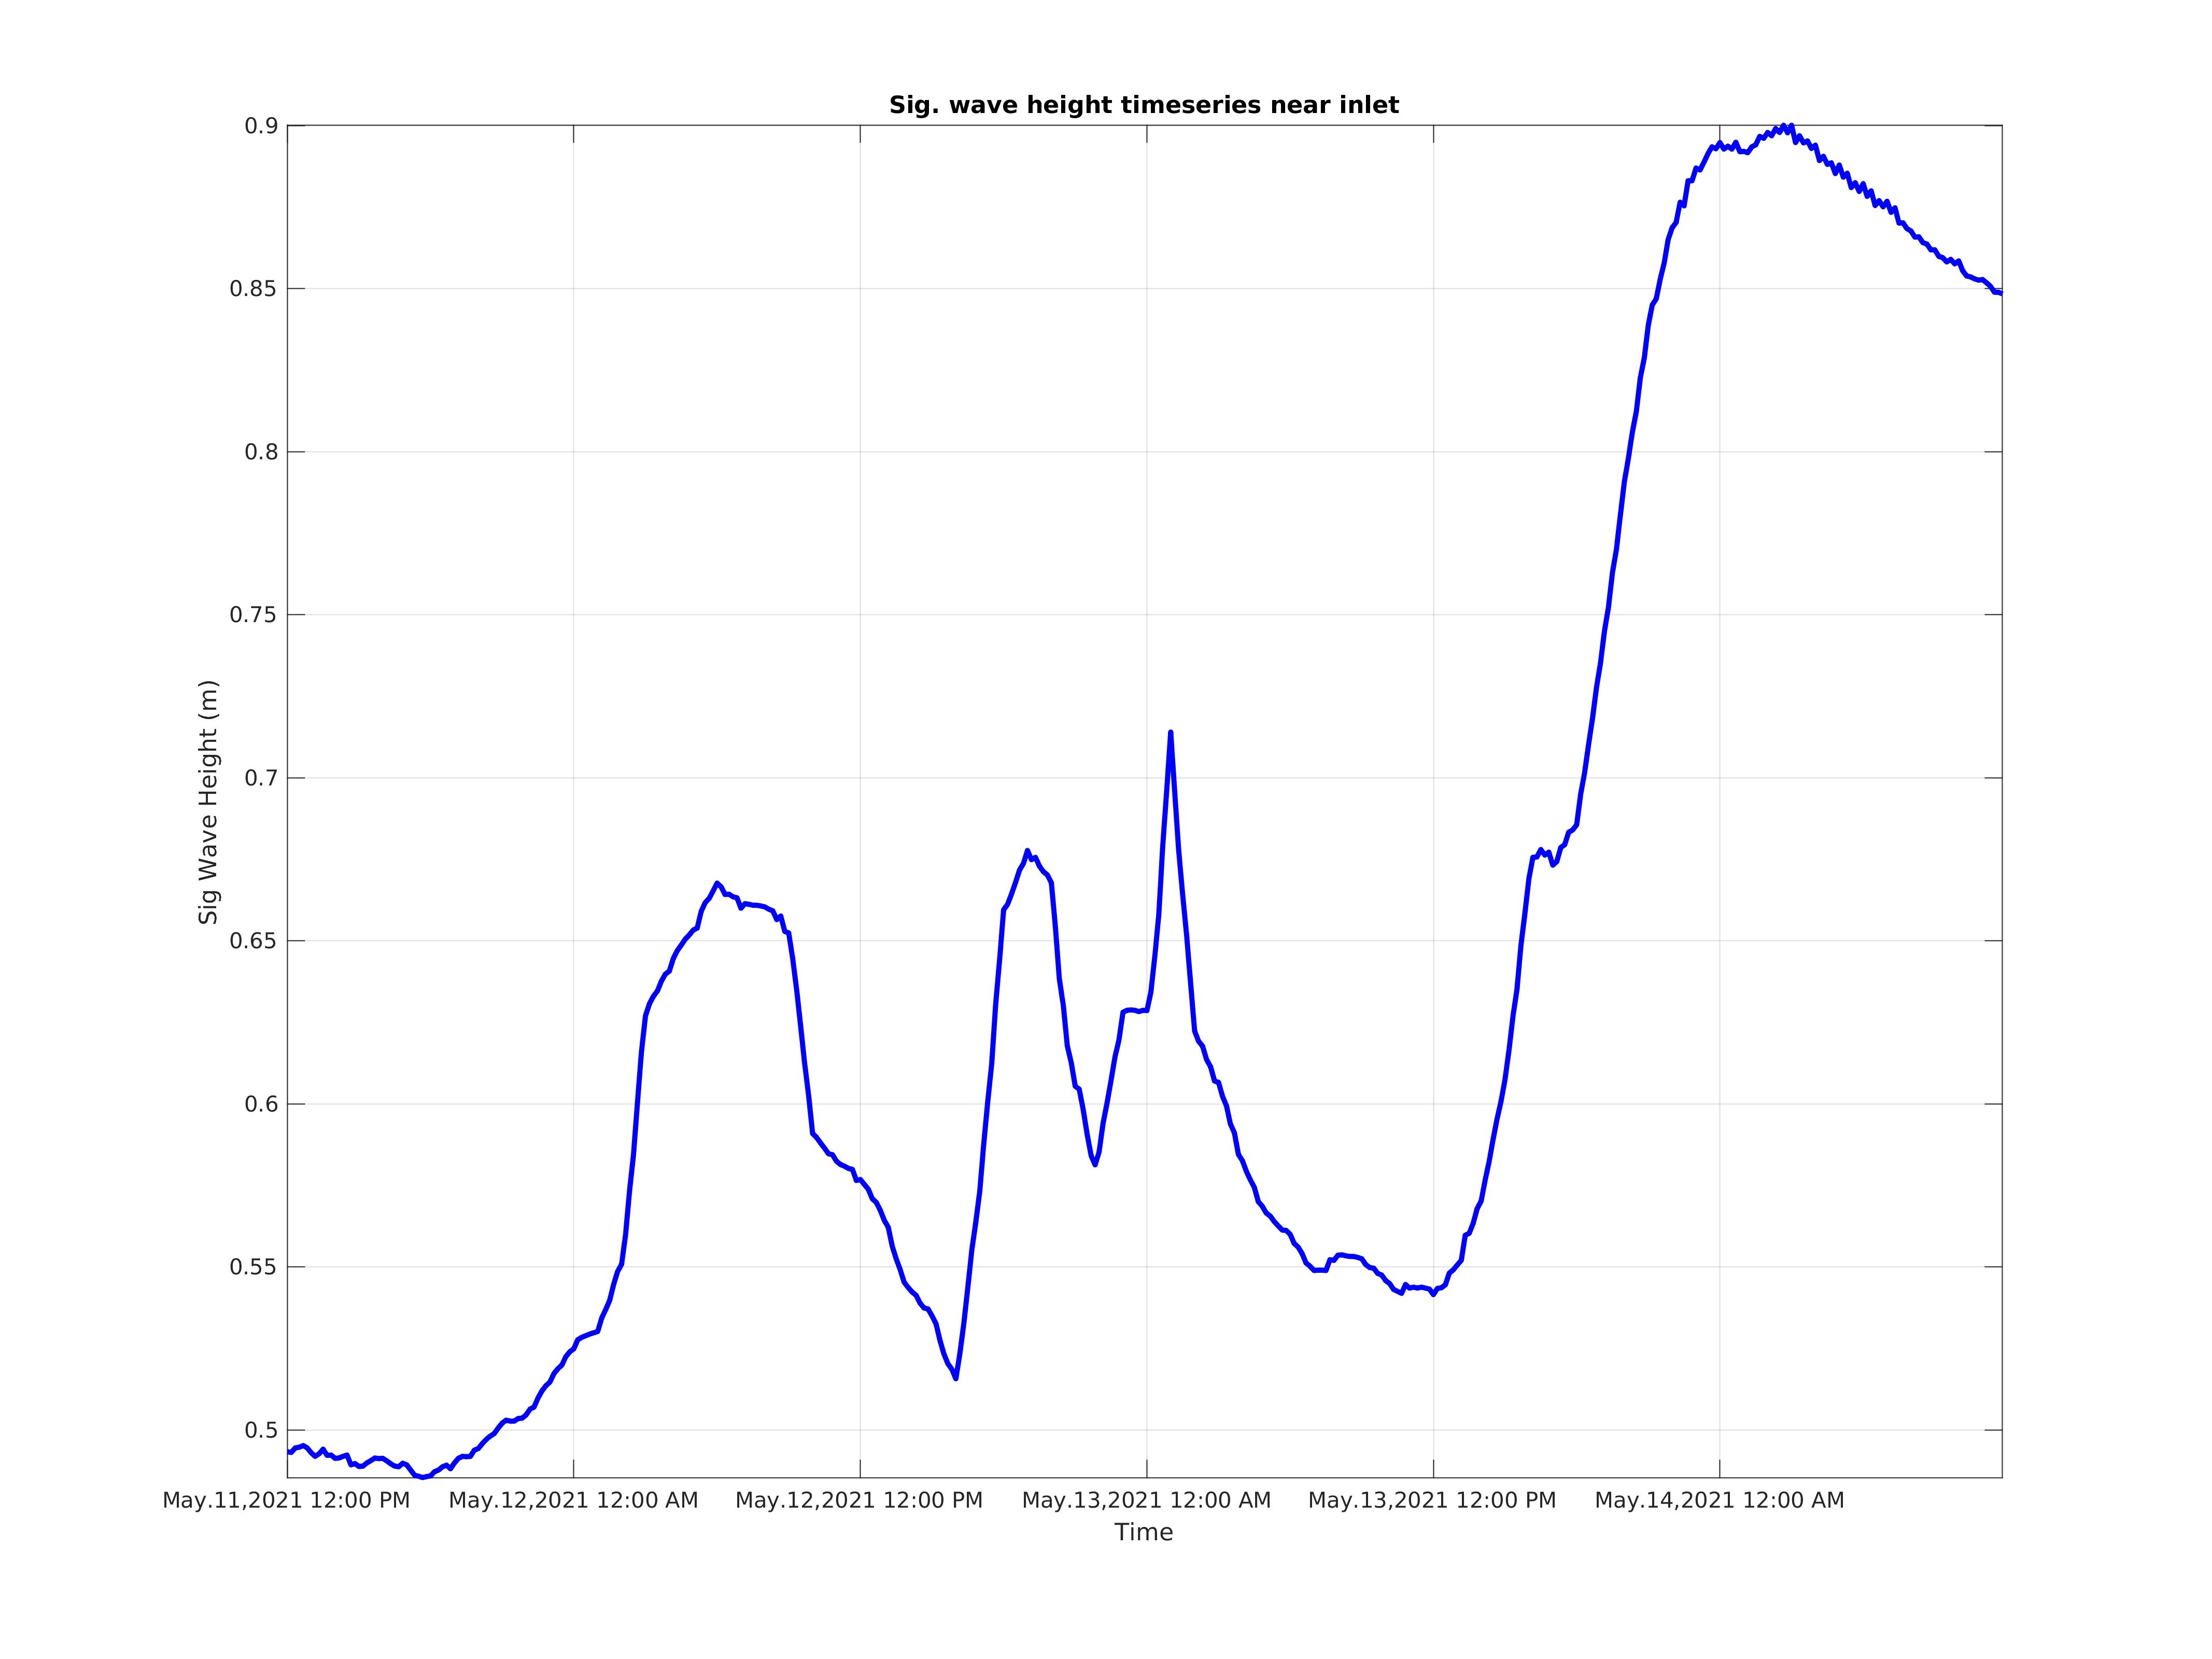 Sig. wave height timeseries near inlet
0.9
0.85
0.8
0.75
0.7
0.65
0.6
0.55
0.5
Sig Wave Height (m)
May.11,2021 12:00 PM May.12,2021 12:00 AM May.12,2021 12:00 PM May.13,2021 12:00 AM May.13,2021 12:00 PM May.14,2021 12:00 AM
Time